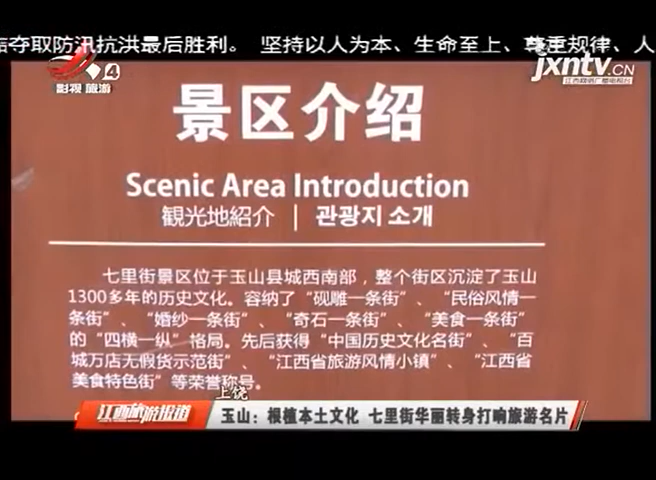 夺取防汛抗洪最后胜利。 坚持以人为本、生命至上、尊重规律、人
4
影视 旅游
jxntv.CN
江西网络广播电视台
景区介绍
Scenic Area Introduction
観光地紹介 | 관광지 소개
七里街景区位于玉山县城西南部，整个街区沉淀了玉山
1300多年的历史文化。容纳了“砚雕一条街”、“民俗风情一
条街”、“婚纱一条街”、“奇石一条街”、“美食一条街”
的“四横一纵”格局。先后获得“中国历史文化名街”、“百
城万店无假货示范街”、“江西省旅游风情小镇”、“江西省
美食特色街”等荣誉称号。
上饶
江西旅游报道
玉山：根植本土文化 七里街华丽转身打响旅游名片